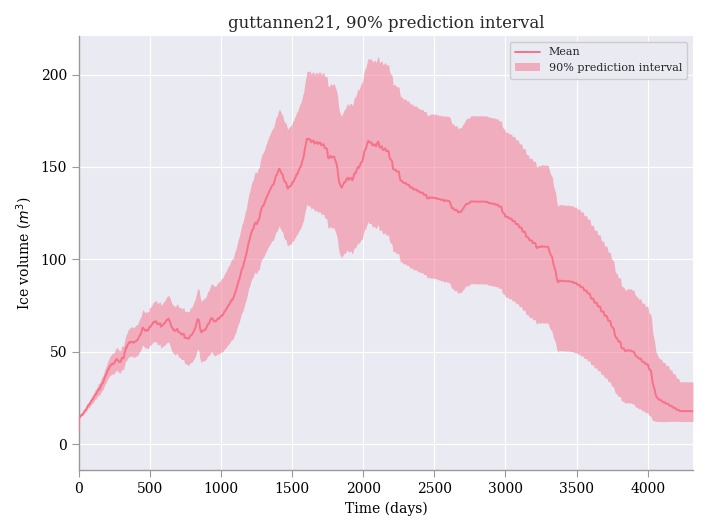 guttannen21, 90% prediction interval
Mean
90% prediction interval
200
150
100
50
0
Ice volume (m³)
0 500 1000 1500 2000 2500 3000 3500 4000
Time (days)